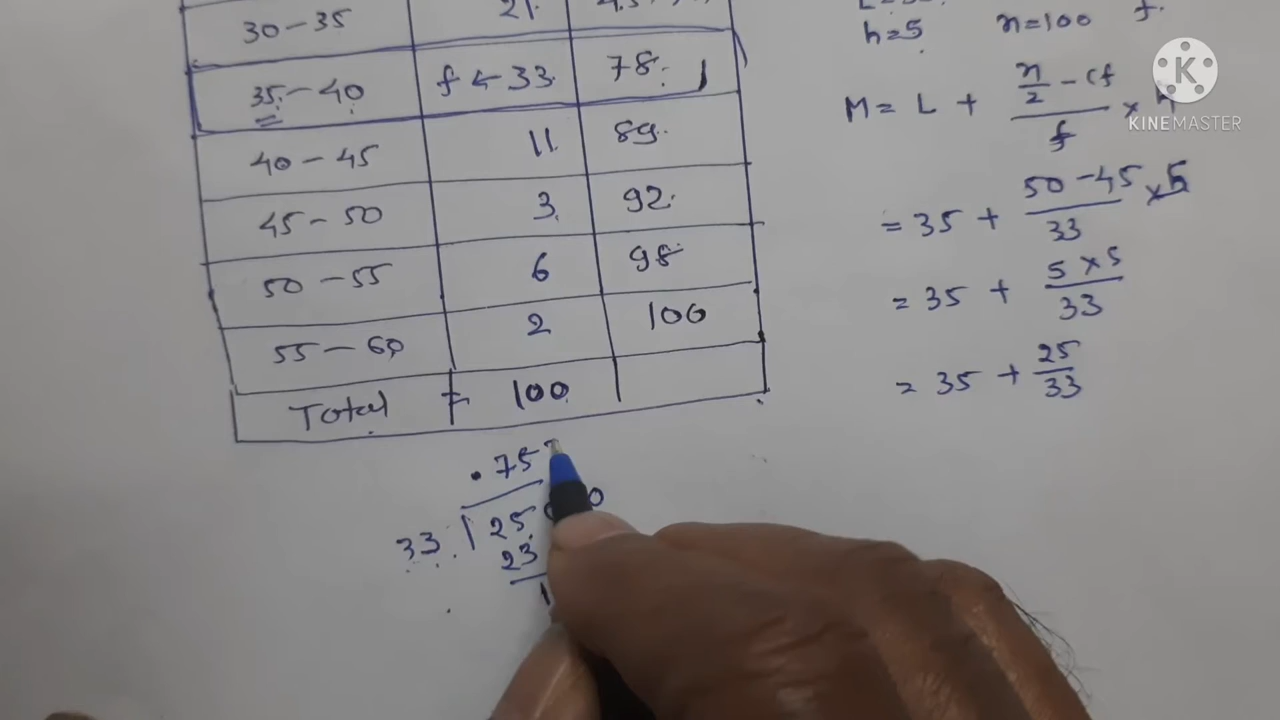 30-35 21.
35-40 f ← 33 78.
40-45 11 89.
45-50 3 92.
50-55 6 98
55-60 2 100
Total = 100
.75
33 | 25 0
23
1
h=5 n=100 f.
M = L + n/2 - cf / f × h
= 35 + 50-45 / 33 × 5
= 35 + 5×5 / 33
= 35 + 25/33
KINEMASTER